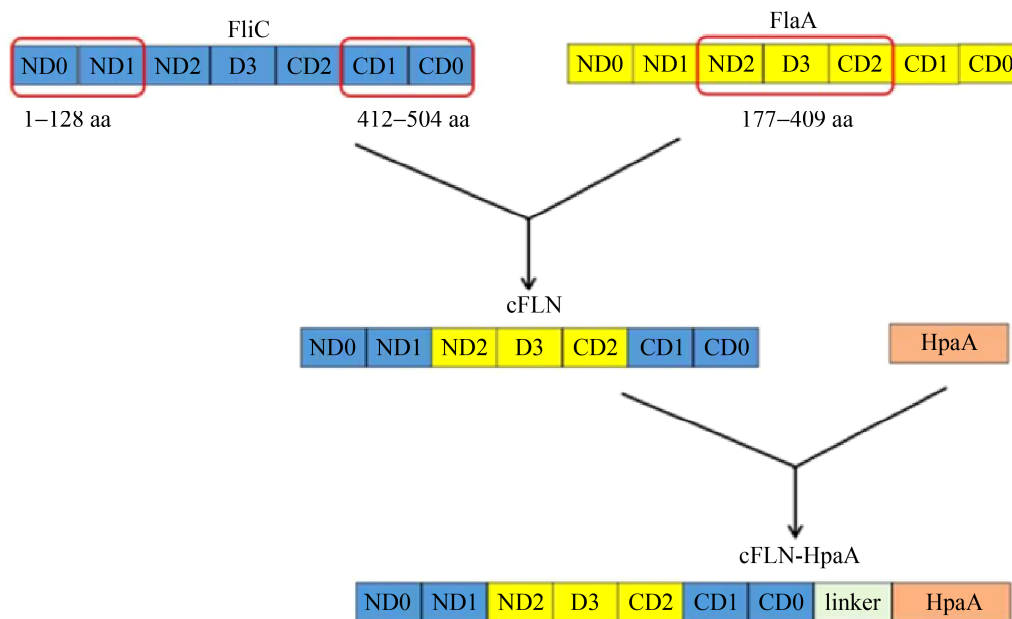 FliC
FlaA
ND0 ND1 ND2 D3 CD2 CD1 CD0
ND0 ND1 ND2 D3 CD2 CD1 CD0
1–128 aa
412–504 aa
177–409 aa
cFLN
ND0 ND1 ND2 D3 CD2 CD1 CD0
HpaA
cFLN-HpaA
ND0 ND1 ND2 D3 CD2 CD1 CD0 linker HpaA